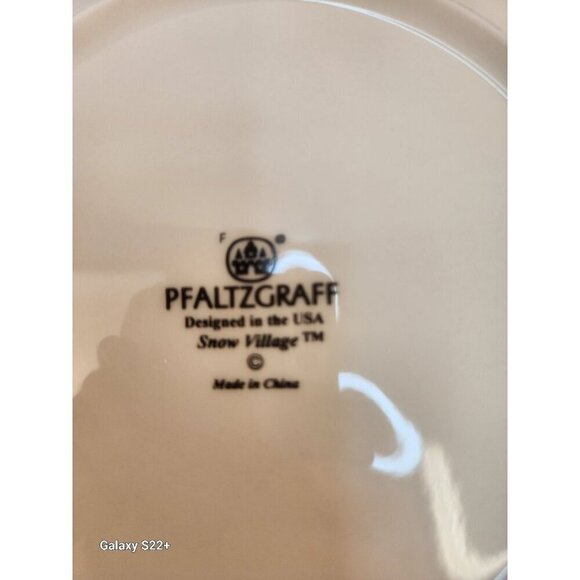 F ®
PFALTZGRAFF
Designed in the USA
Snow Village™
©
Made in China
Galaxy S22+